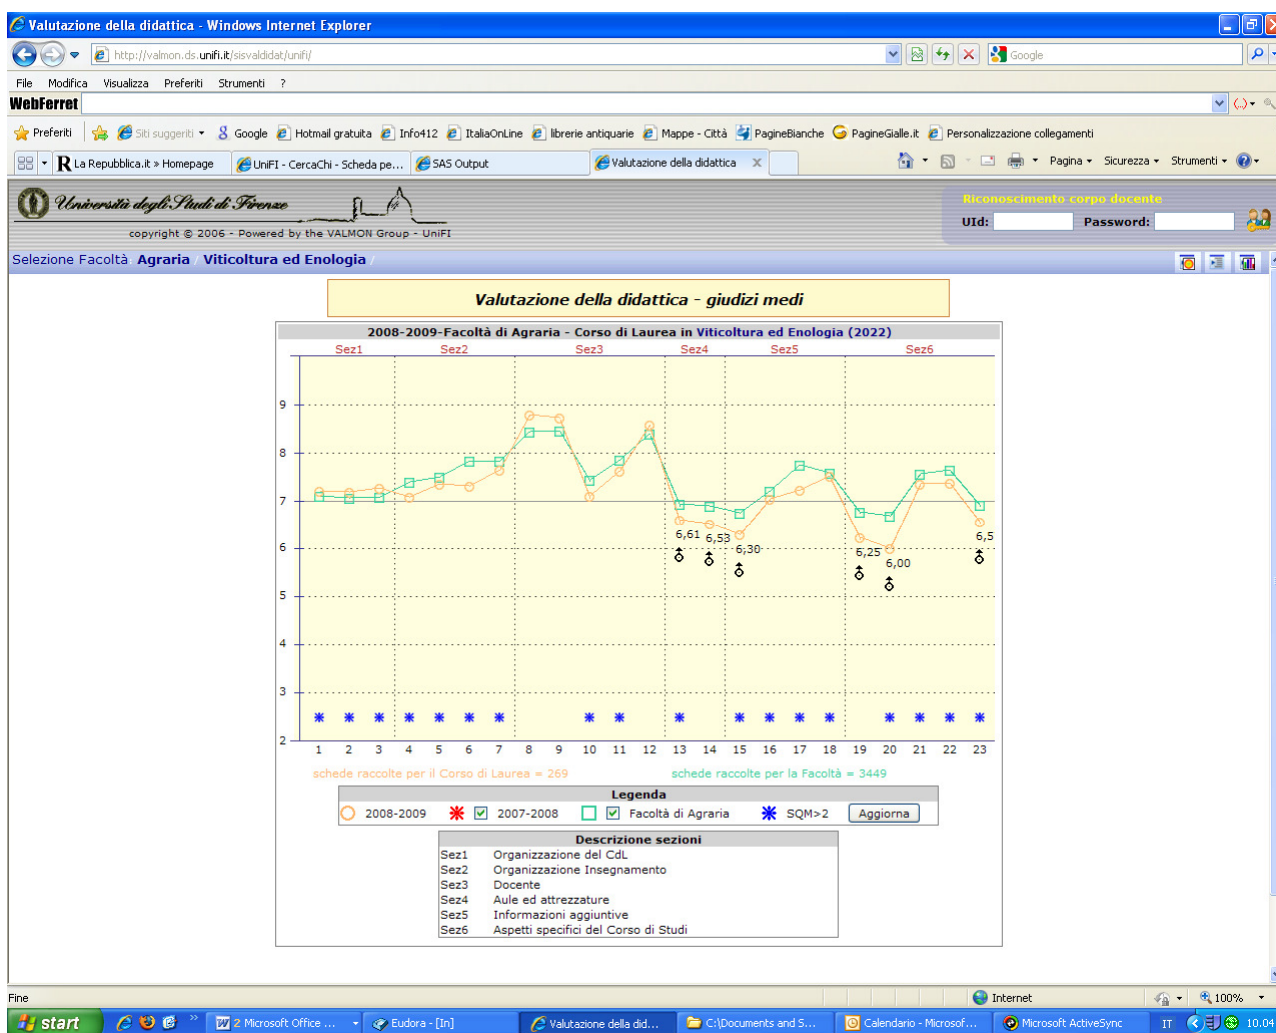 Valutazione della didattica - Windows Internet Explorer
http://valmon.ds.unifi.it/sisvaldidat/unifi/
Google
File Modifica Visualizza Preferiti Strumenti ?
WebFerret
Preferiti Siti suggeriti Google Hotmail gratuita Info412 ItaliaOnLine librerie antiquarie Mappe - Città PagineBianche PagineGialle.it Personalizzazione collegamenti
La Repubblica.it » Homepage UniFI - CercaChi - Scheda pe... SAS Output Valutazione della didattica x Pagina Sicurezza Strumenti
Università degli Studi di Firenze
Riconoscimento corpo docente
UId: Password:
copyright © 2006 - Powered by the VALMON Group - UniFI
Selezione Facoltà Agraria / Viticoltura ed Enologia /
Valutazione della didattica - giudizi medi
2008-2009-Facoltà di Agraria - Corso di Laurea in Viticoltura ed Enologia (2022)
Sez1 Sez2 Sez3 Sez4 Sez5 Sez6
9
8
7
6,61 6,53 6,30 6,25 6,00 6,5
6
5
4
3
2
1 2 3 4 5 6 7 8 9 10 11 12 13 14 15 16 17 18 19 20 21 22 23
schede raccolte per il Corso di Laurea = 269 schede raccolte per la Facoltà = 3449
Legenda
2008-2009 2007-2008 Facoltà di Agraria SQM>2 Aggiorna
Descrizione sezioni
Sez1 Organizzazione del CdL
Sez2 Organizzazione Insegnamento
Sez3 Docente
Sez4 Aule ed attrezzature
Sez5 Informazioni aggiuntive
Sez6 Aspetti specifici del Corso di Studi
Fine Internet 100%
start 2 Microsoft Office ... Eudora - [In] Valutazione della did... C:\Documents and S... Calendario - Microsof... Microsoft ActiveSync IT 10.04